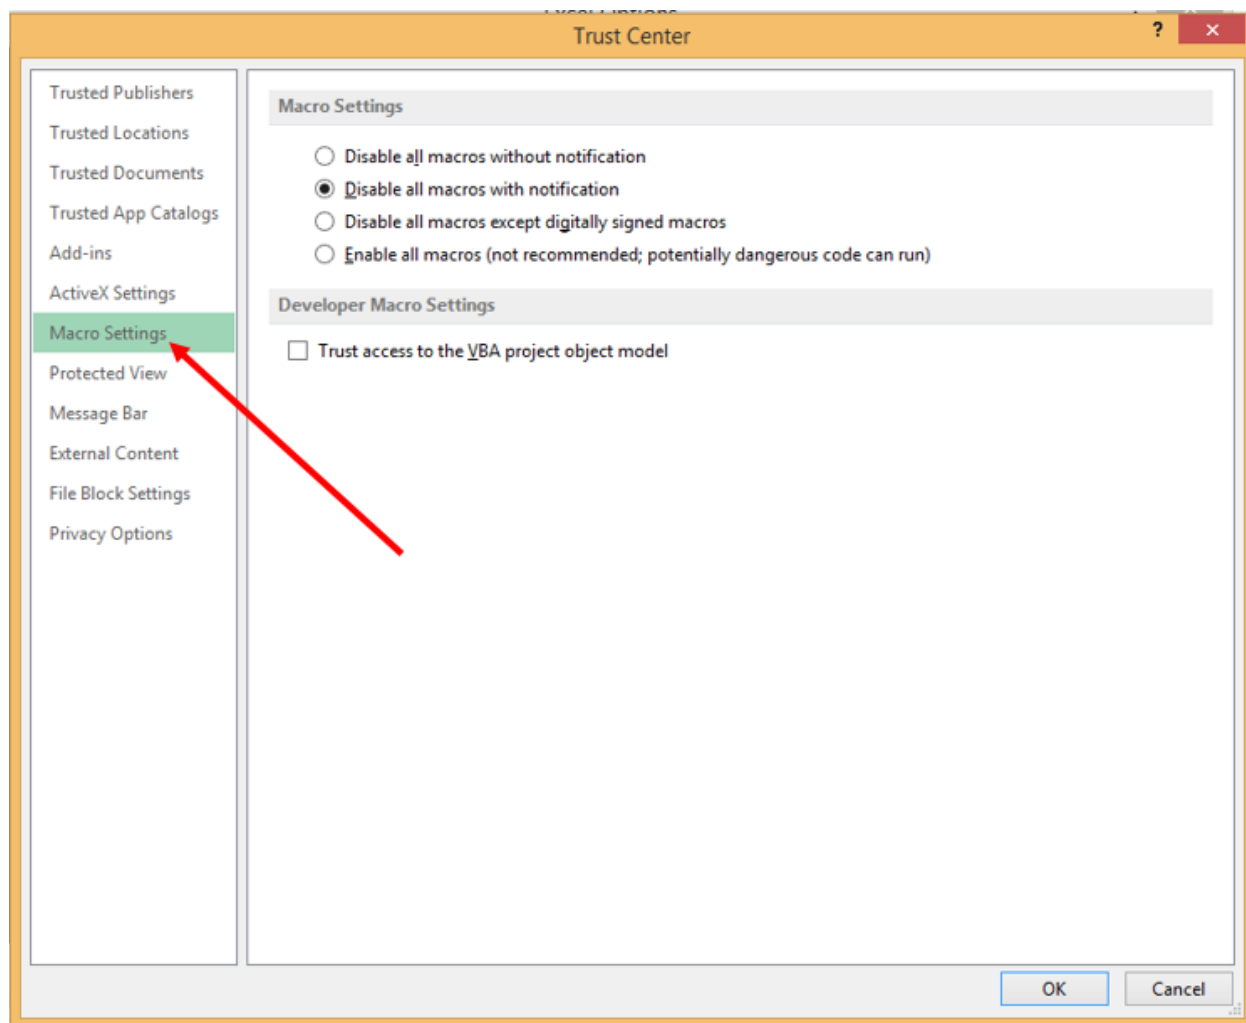 Excel Options
Trust Center
?
Trusted Publishers
Trusted Locations
Trusted Documents
Trusted App Catalogs
Add-ins
ActiveX Settings
Macro Settings
Protected View
Message Bar
External Content
File Block Settings
Privacy Options
Macro Settings
Disable all macros without notification
Disable all macros with notification
Disable all macros except digitally signed macros
Enable all macros (not recommended; potentially dangerous code can run)
Developer Macro Settings
Trust access to the VBA project object model
OK
Cancel